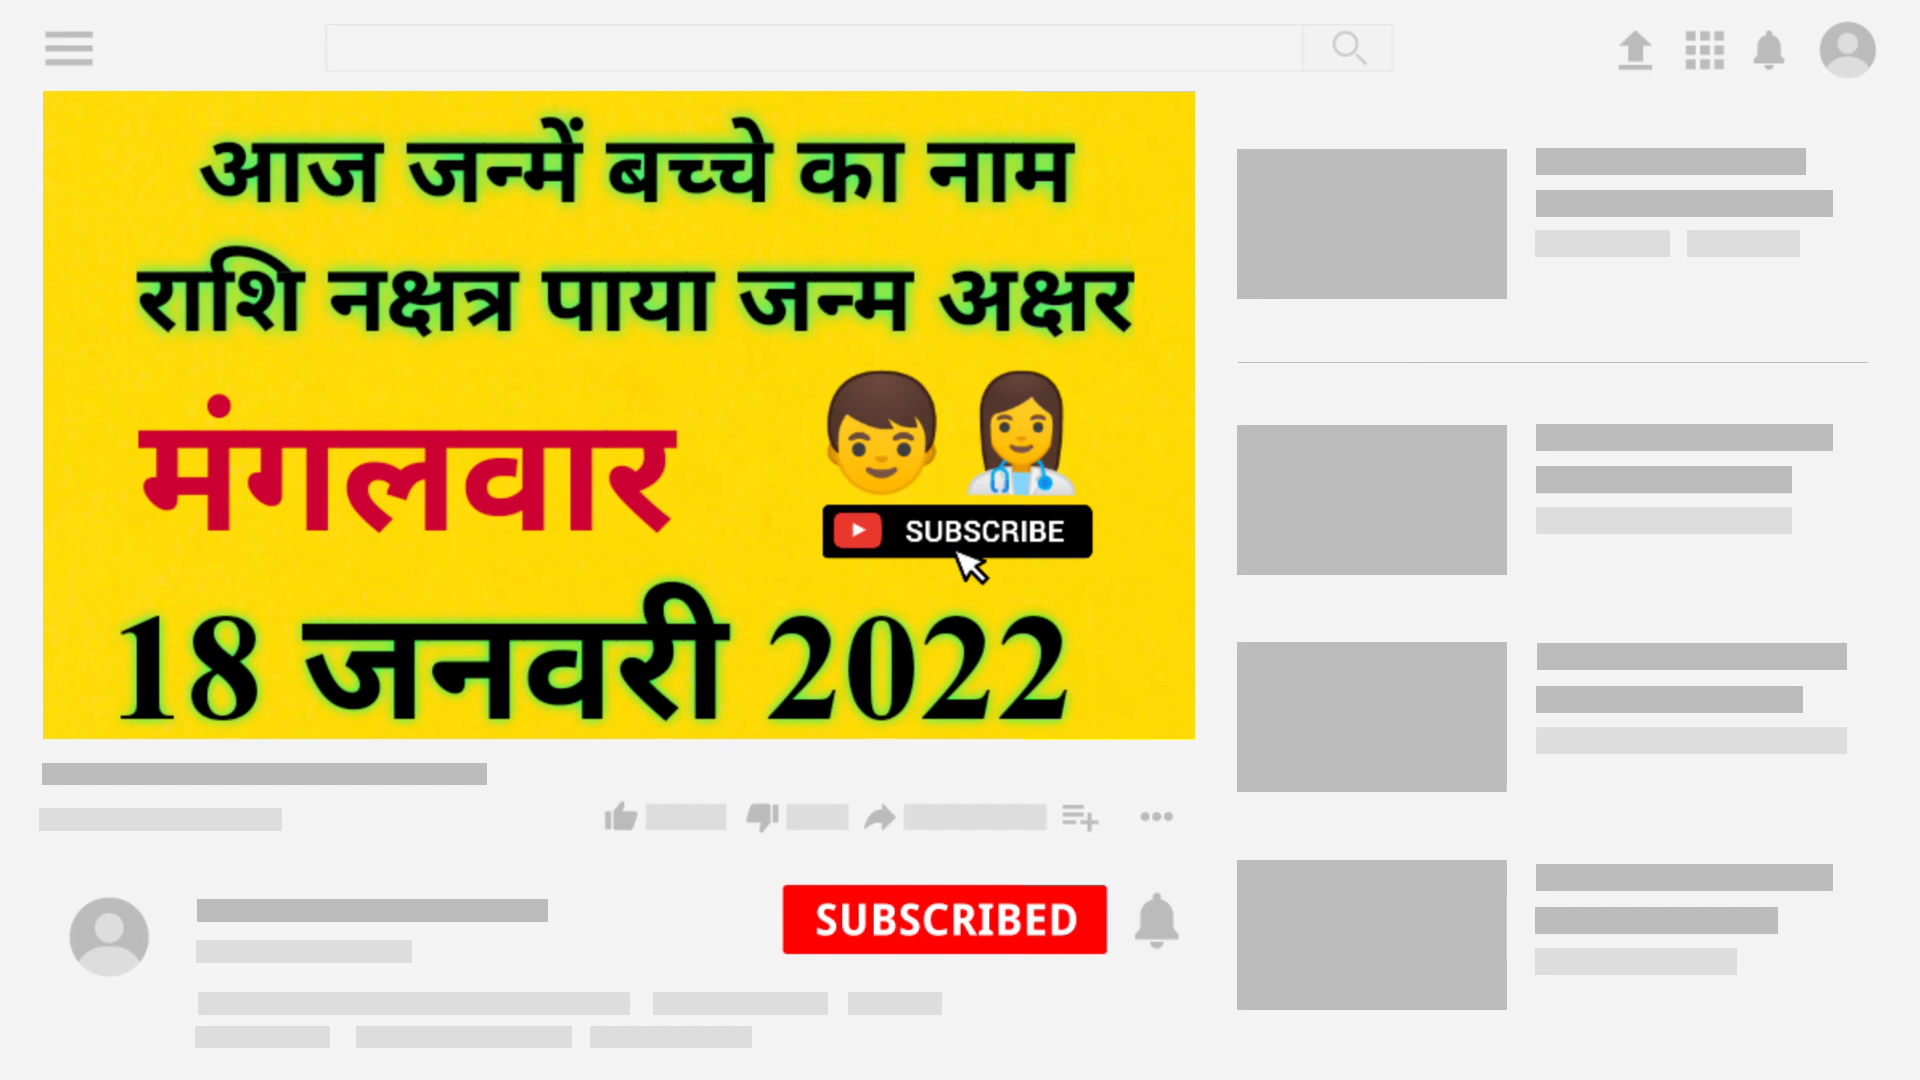 आज जन्में बच्चे का नाम
राशि नक्षत्र पाया जन्म अक्षर
मंगलवार
SUBSCRIBE
18 जनवरी 2022
SUBSCRIBED